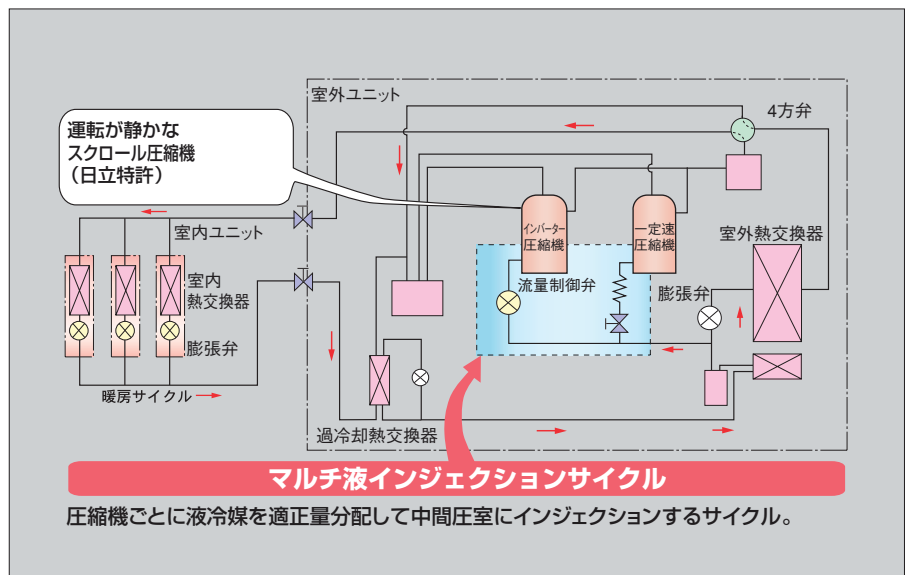 室外ユニット
4方弁
運転が静かな
スクロール圧縮機
(日立特許)
インバーター
圧縮機
一定速
圧縮機
室外熱交換器
室内ユニット
室内
熱交換器
流量制御弁
膨張弁
膨張弁
暖房サイクル
過冷却熱交換器
マルチ液インジェクションサイクル
圧縮機ごとに液冷媒を適正量分配して中間圧室にインジェクションするサイクル。